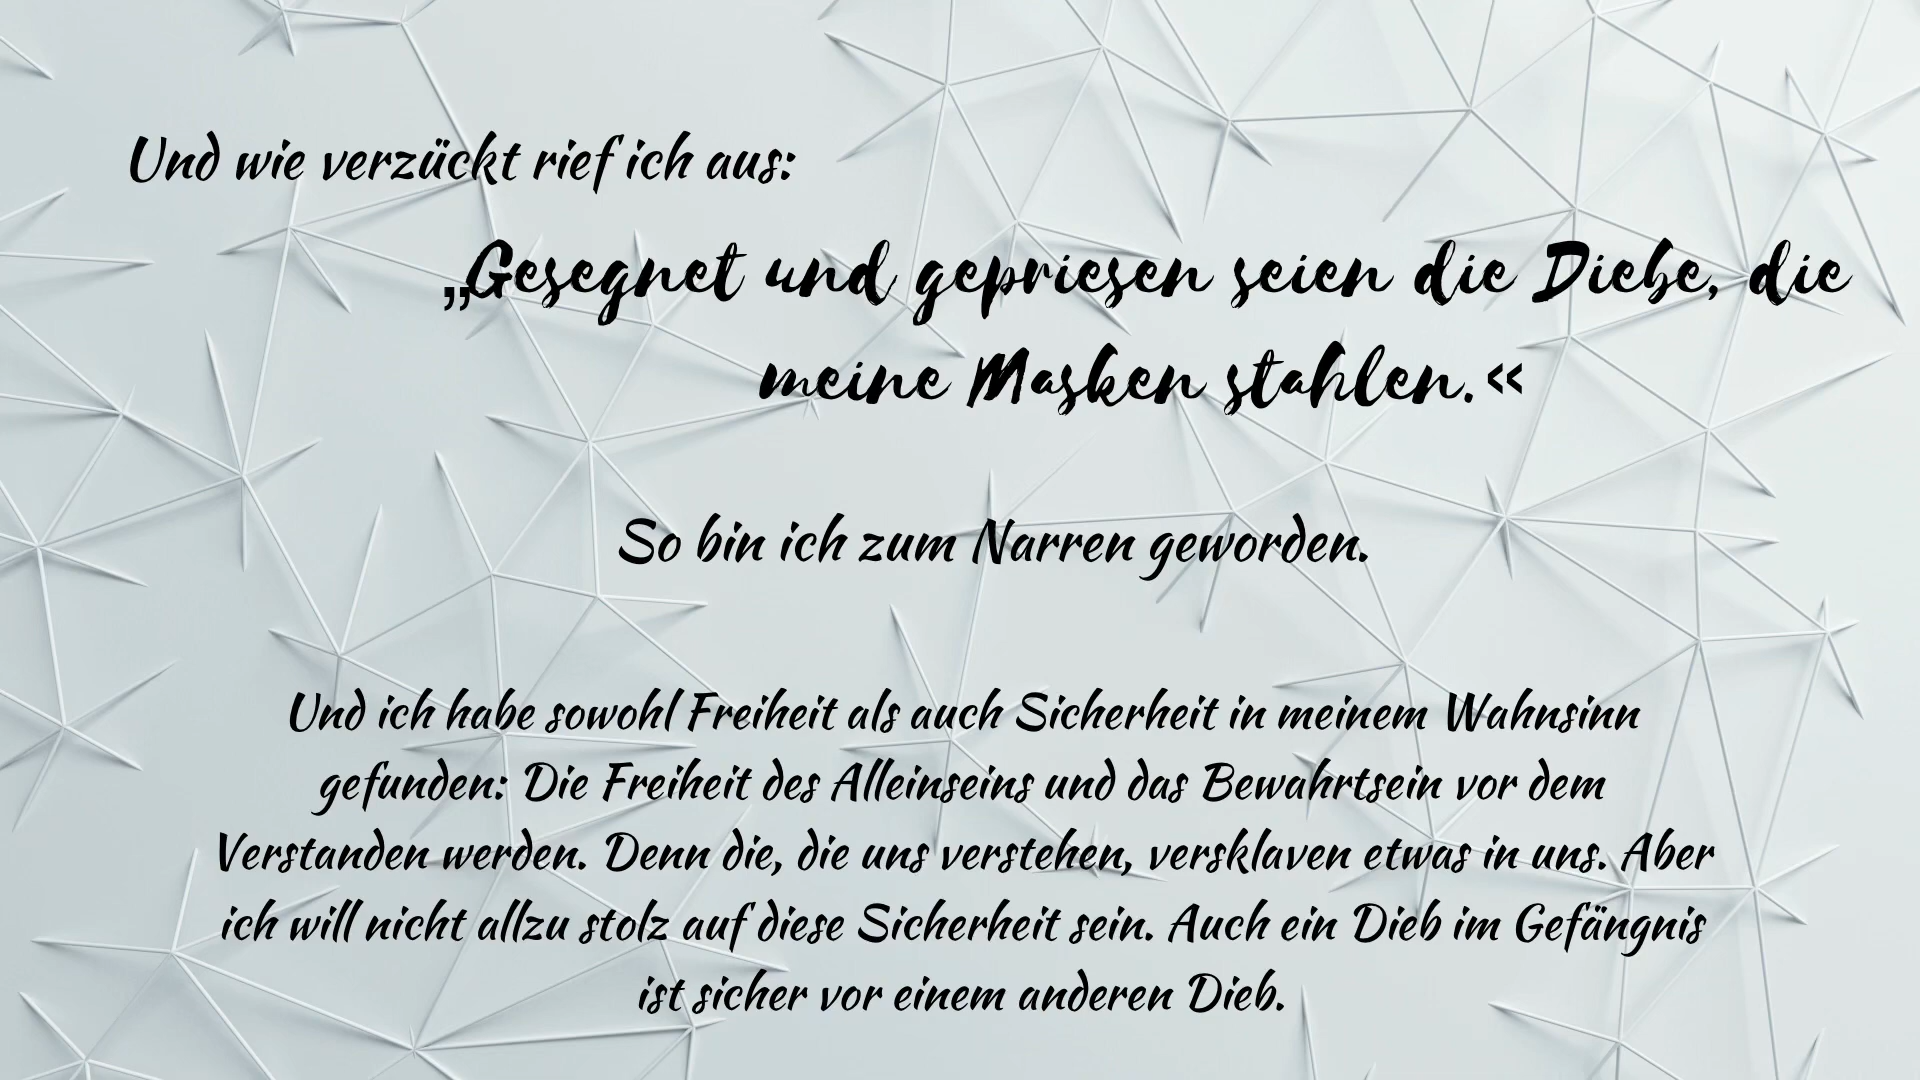 Und wie verzückt rief ich aus:
„Gesegnet und gepriesen seien die Diebe, die
meine Masken stahlen.«
So bin ich zum Narren geworden.
Und ich habe sowohl Freiheit als auch Sicherheit in meinem Wahnsinn
gefunden: Die Freiheit des Alleinseins und das Bewahrtsein vor dem
Verstanden werden. Denn die, die uns verstehen, versklaven etwas in uns. Aber
ich will nicht allzu stolz auf diese Sicherheit sein. Auch ein Dieb im Gefängnis
ist sicher vor einem anderen Dieb.